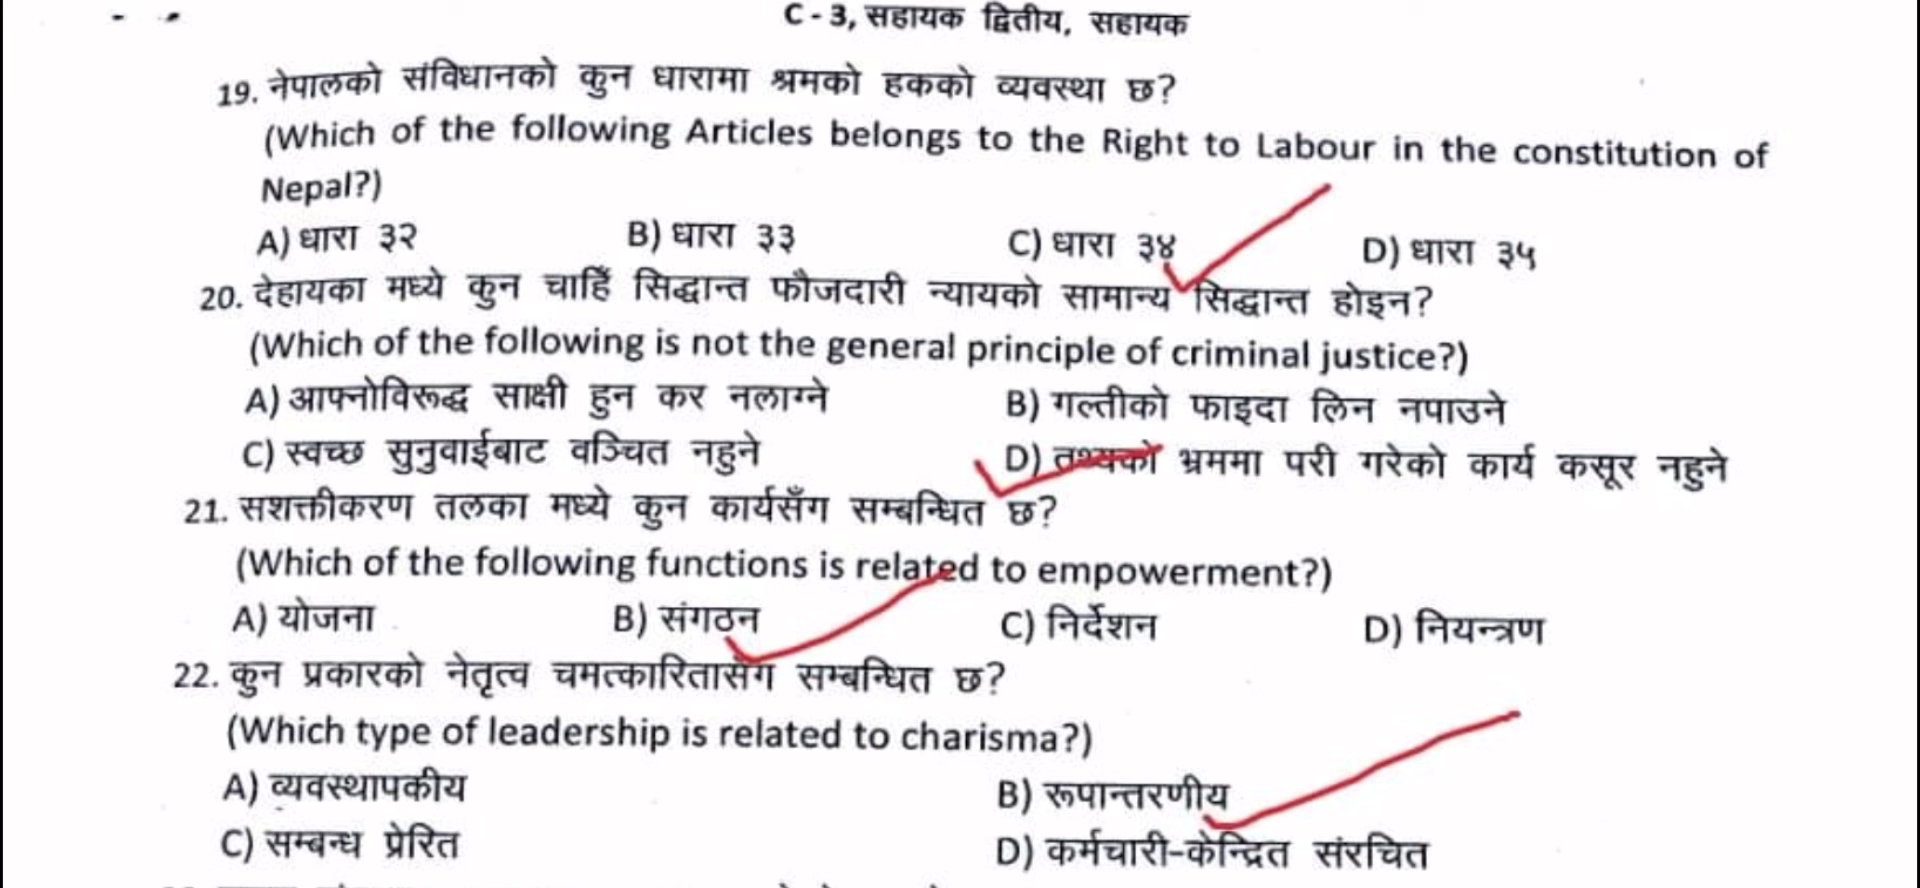 C - 3, सहायक द्वितीय, सहायक
19. नेपालको संविधानको कुन धारामा श्रमको हकको व्यवस्था छ?
(Which of the following Articles belongs to the Right to Labour in the constitution of
Nepal?)
A) धारा ३२ B) धारा ३३ C) धारा ३४ D) धारा ३५
20. देहायका मध्ये कुन चाहिँ सिद्धान्त फौजदारी न्यायको सामान्य सिद्धान्त होइन?
(Which of the following is not the general principle of criminal justice?)
A) आफ्नोविरूद्ध साक्षी हुन कर नलाग्ने B) गल्तीको फाइदा लिन नपाउने
C) स्वच्छ सुनुवाईबाट वञ्चित नहुने D) तथ्यको भ्रममा परी गरेको कार्य कसूर नहुने
21. सशक्तीकरण तलका मध्ये कुन कार्यसँग सम्बन्धित छ?
(Which of the following functions is related to empowerment?)
A) योजना B) संगठन C) निर्देशन D) नियन्त्रण
22. कुन प्रकारको नेतृत्व चमत्कारितासँग सम्बन्धित छ?
(Which type of leadership is related to charisma?)
A) व्यवस्थापकीय B) रूपान्तरणीय
C) सम्बन्ध प्रेरित D) कर्मचारी-केन्द्रित संरचित